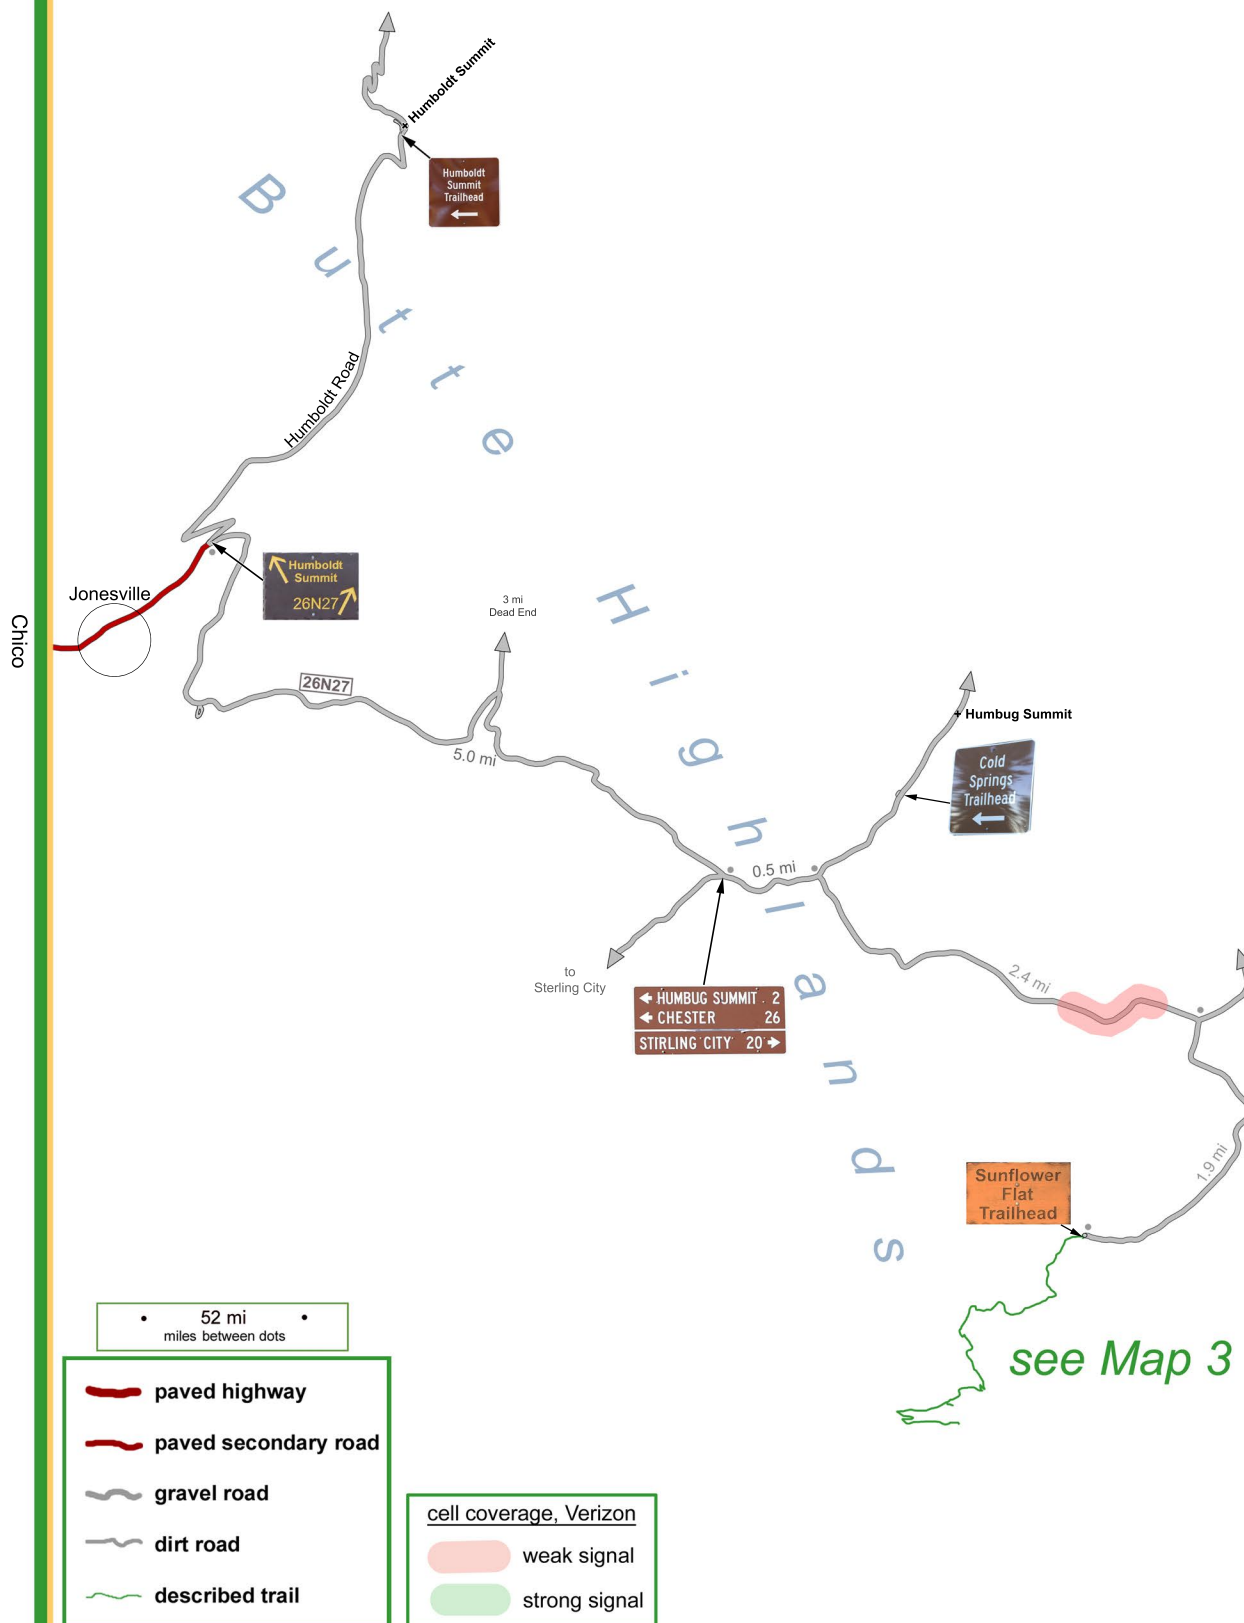 Humboldt Summit
Humboldt
Summit
Trailhead
Butte Highlands
Humboldt Road
Humboldt
Summit
26N27
Jonesville
Chico
3 mi
Dead End
26N27
5.0 mi
Humbug Summit
Cold
Springs
Trailhead
0.5 mi
to
Sterling City
HUMBUG SUMMIT 2
CHESTER 26
STIRLING CITY 20
2.4 mi
1.9 mi
Sunflower
Flat
Trailhead
see Map 3
52 mi
miles between dots
paved highway
paved secondary road
gravel road
dirt road
described trail
cell coverage, Verizon
weak signal
strong signal